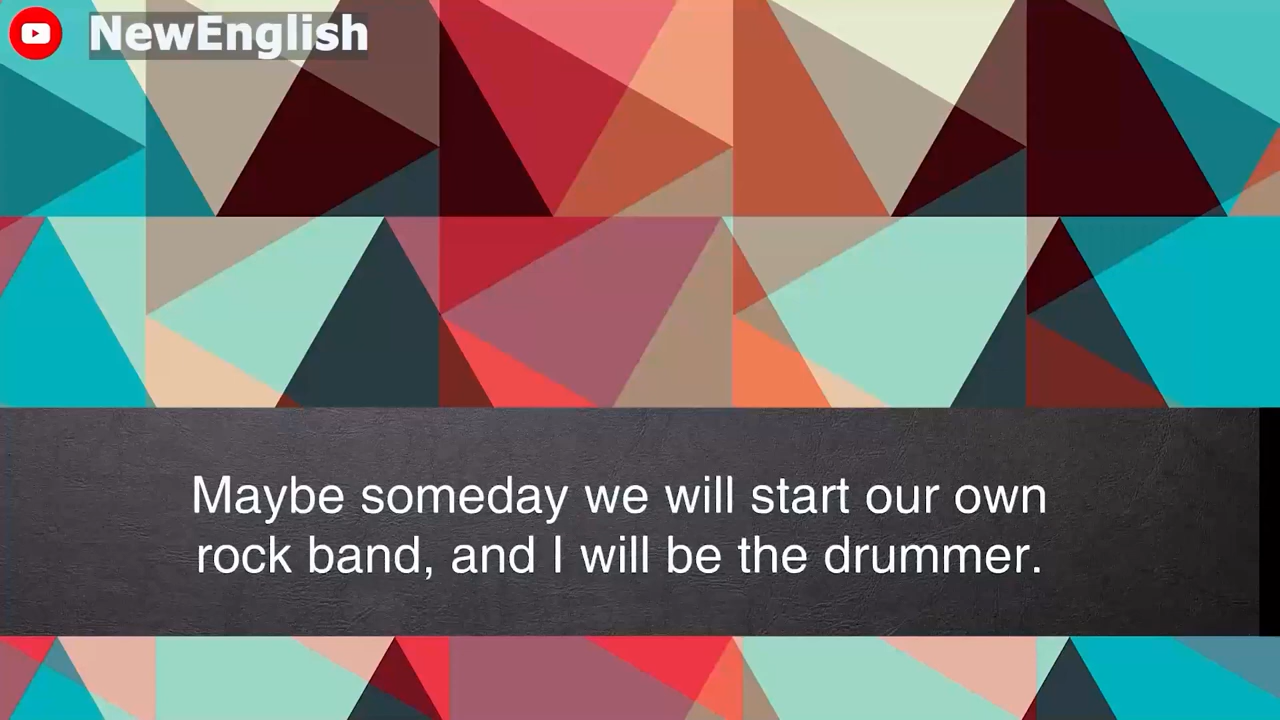 NewEnglish
Maybe someday we will start our own
rock band, and I will be the drummer.